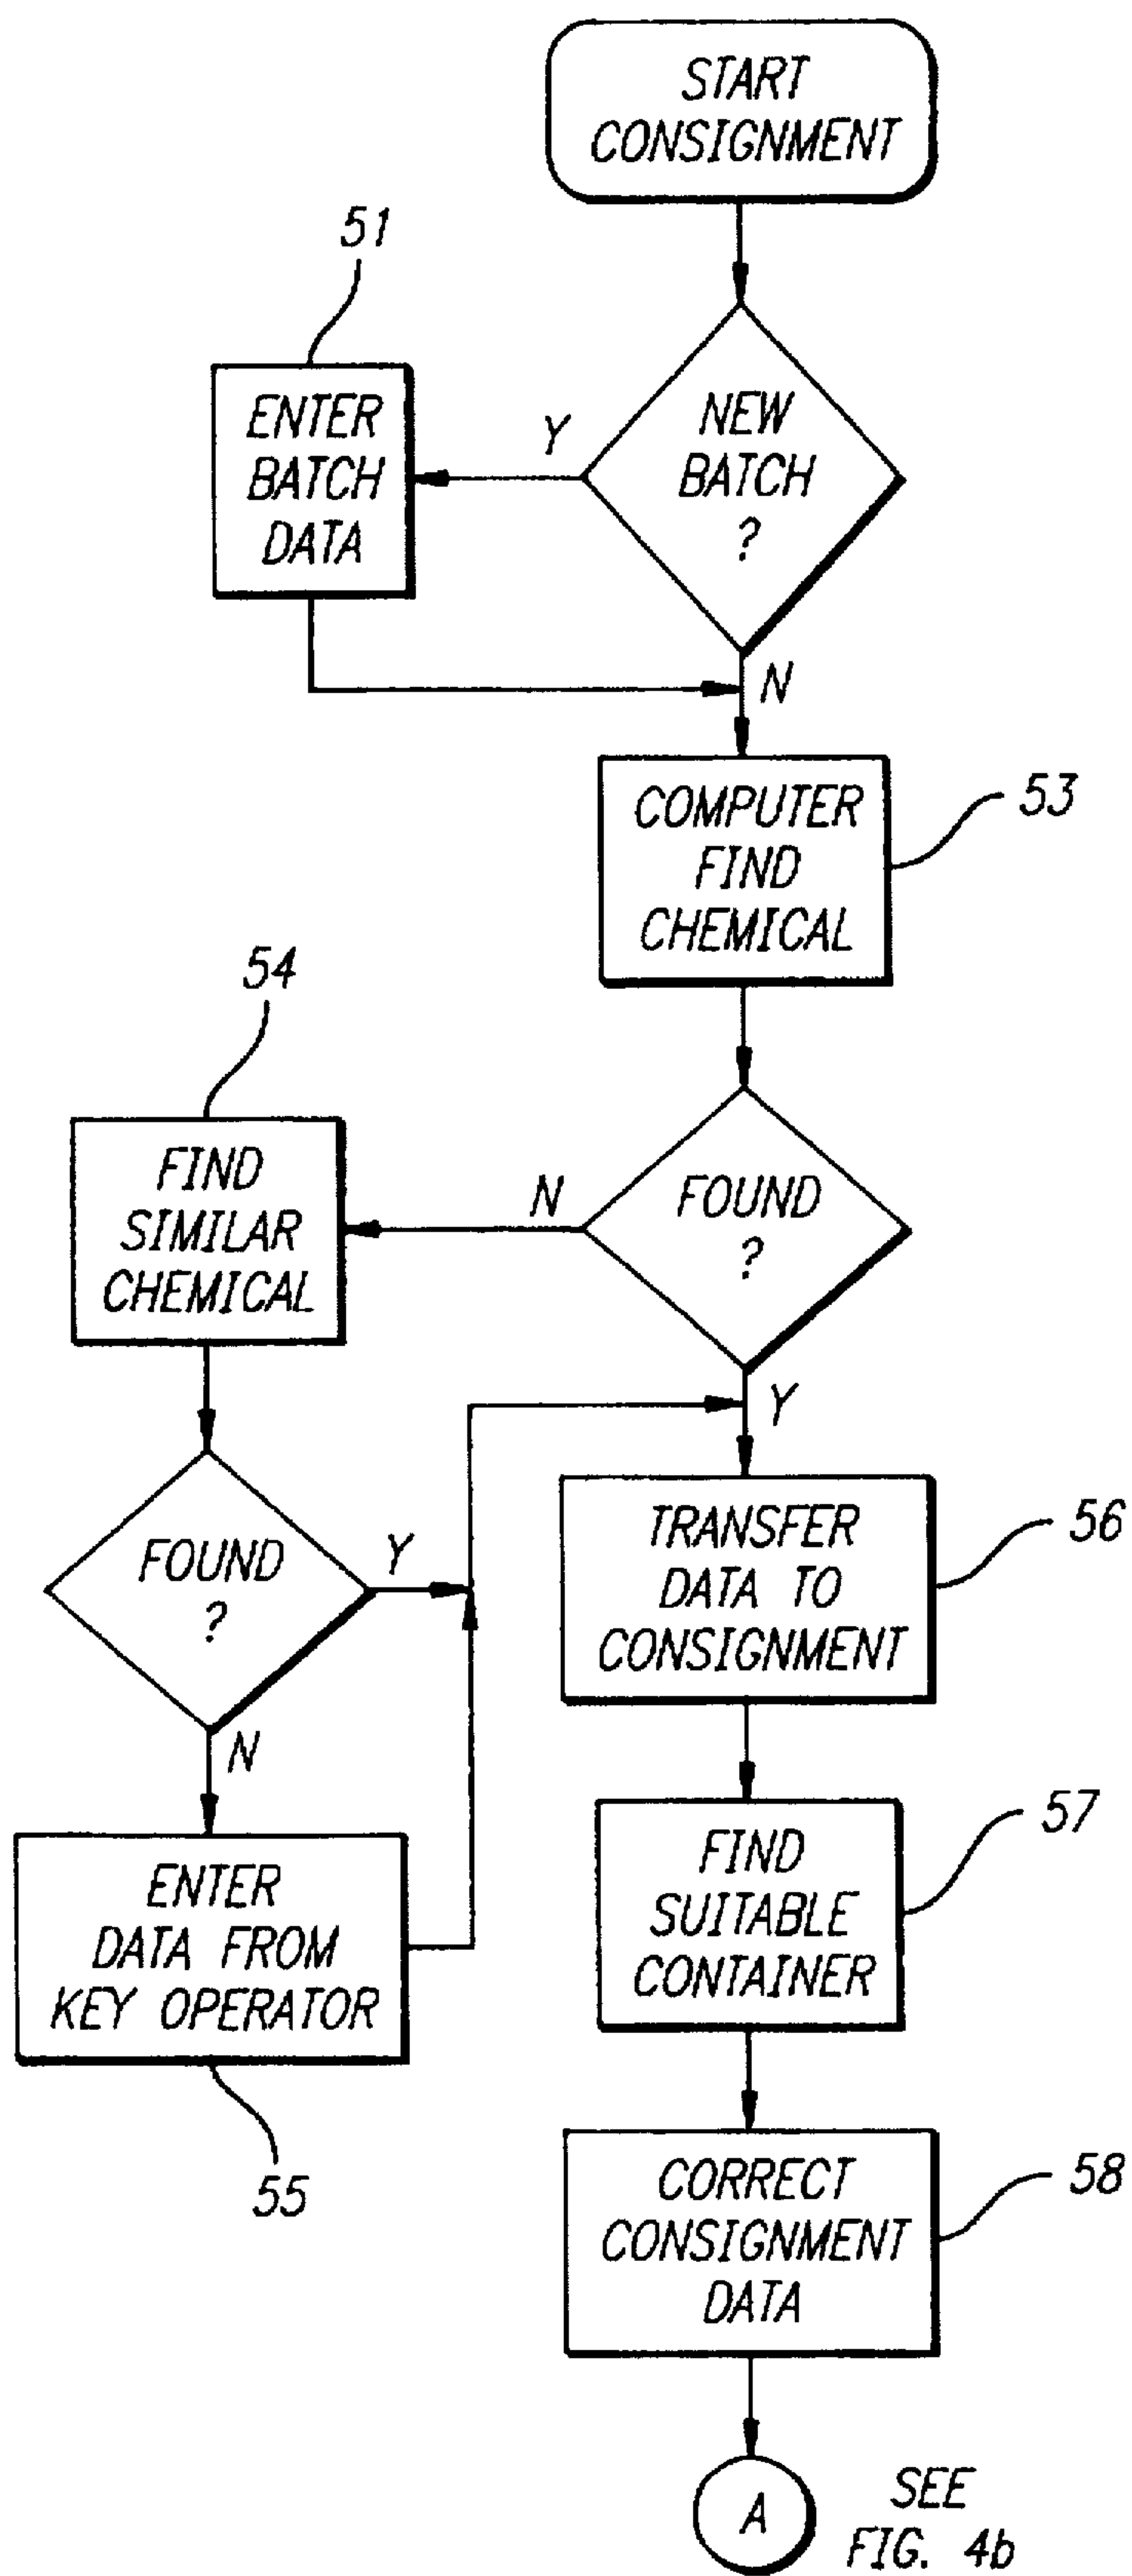 START
CONSIGNMENT
51
ENTER
BATCH
DATA
Y
NEW
BATCH
?
N
COMPUTER
FIND
CHEMICAL
53
54
FIND
SIMILAR
CHEMICAL
N
FOUND
?
Y
FOUND
?
Y
N
TRANSFER
DATA TO
CONSIGNMENT
56
ENTER
DATA FROM
KEY OPERATOR
55
FIND
SUITABLE
CONTAINER
57
CORRECT
CONSIGNMENT
DATA
58
A
SEE
FIG. 4b